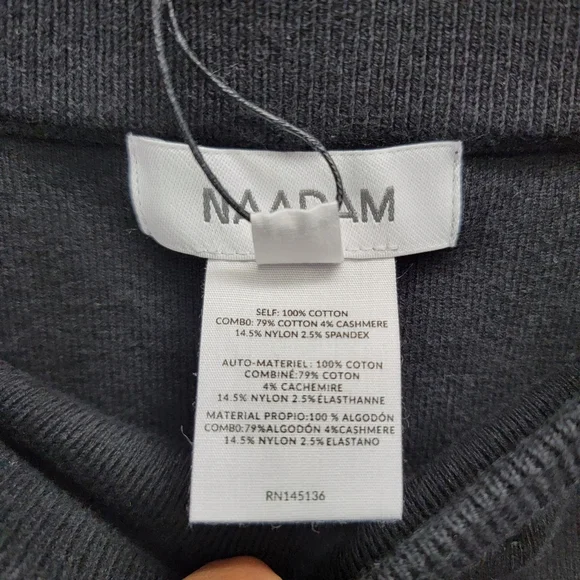 NAADAM
SELF: 100% COTTON
COMBO: 79% COTTON 4% CASHMERE
14.5% NYLON 2.5% SPANDEX
AUTO-MATERIEL: 100% COTON
COMBINÉ:79% COTON
4% CACHEMIRE
14.5% NYLON 2.5%ÉLASTHANNE
MATERIAL PROPIO:100 % ALGODÓN
COMBO:79%ALGODÓN 4%CASHMERE
14.5% NYLON 2.5%ELASTANO
RN145136